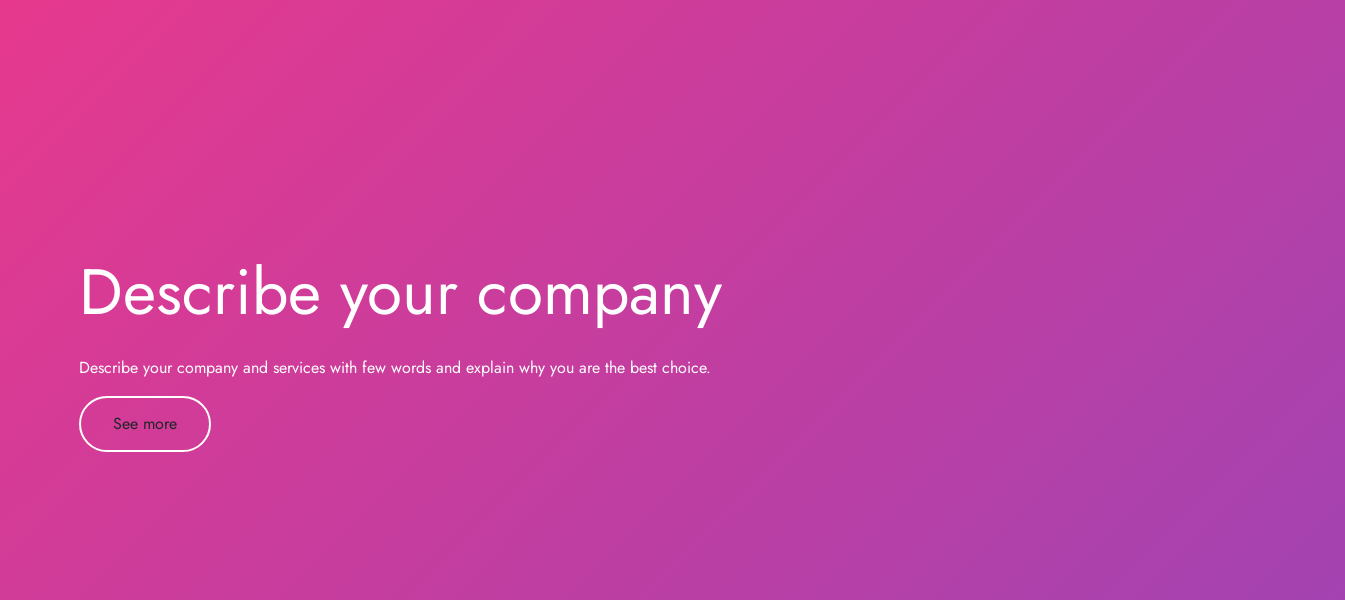 Describe your company
Describe your company and services with few words and explain why you are the best choice.
See more